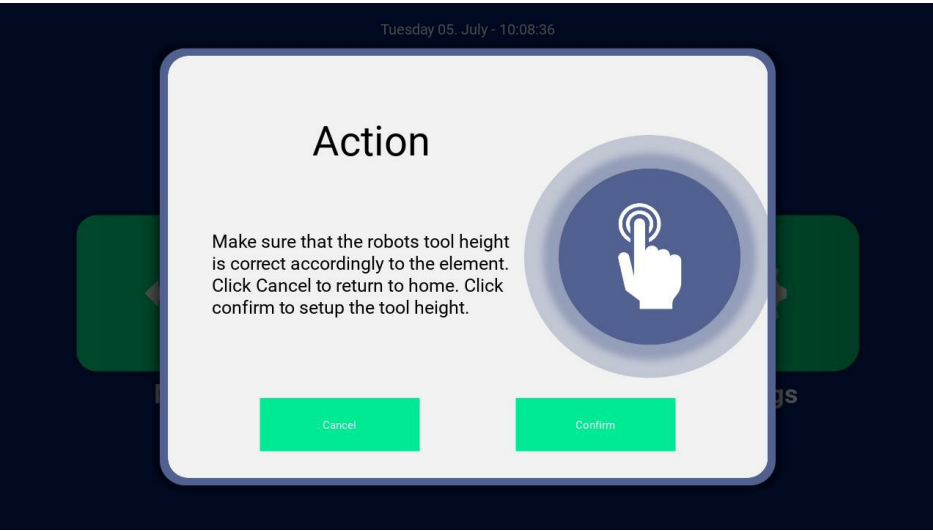 Tuesday 05. July - 10:08:36
Action
Make sure that the robots tool height
is correct accordingly to the element.
Click Cancel to return to home. Click
confirm to setup the tool height.
Cancel
Confirm